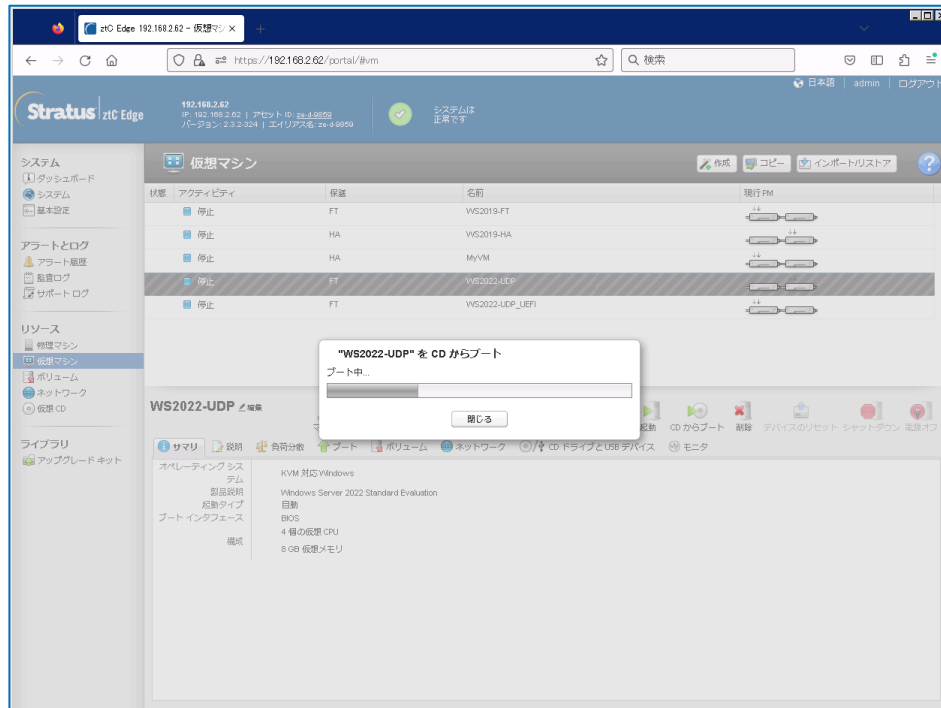 ztC Edge 192.168.2.62 – 仮想マシ
https://192.168.2.62/portal/#vm
検索
日本語 | admin | ログアウト
Stratus ztC Edge
192.168.2.62
IP: 192.168.2.62 | アセット ID: ze-d-9859
バージョン: 2.3.2-324 | エイリアス名: ze-d-9859
システムは
正常です
システム
ダッシュボード
システム
基本設定
アラートとログ
アラート履歴
監査ログ
サポート ログ
リソース
物理マシン
仮想マシン
ボリューム
ネットワーク
仮想 CD
ライブラリ
アップグレード キット
仮想マシン
作成 コピー インポート/リストア ?
状態 アクティビティ 保護 名前 現行 PM
停止 FT WS2019-FT
停止 HA WS2019-HA
停止 HA MyVM
停止 FT WS2022-UDP
停止 FT WS2022-UDP_UEFI
"WS2022-UDP" を CD からブート
ブート中...
閉じる
WS2022-UDP 編集
起動 CD からブート 削除 デバイスのリセット シャットダウン 電源オフ
サマリ 説明 負荷分散 ブート ボリューム ネットワーク CD ドライブと USB デバイス モニタ
オペレーティング システム KVM 対応 Windows
製品説明 Windows Server 2022 Standard Evaluation
起動タイプ 自動
ブート インタフェース BIOS
構成 4 個の仮想 CPU
8 GB 仮想メモリ